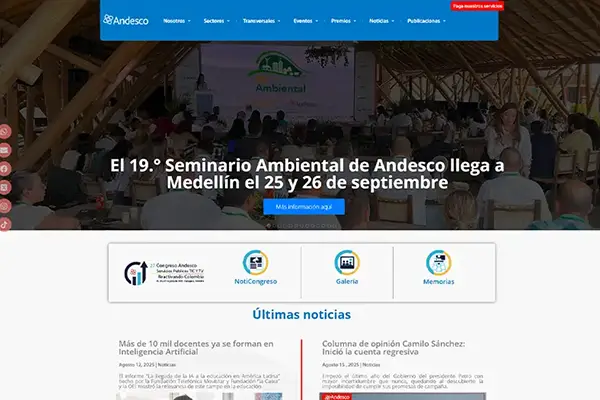 Pague nuestros servicios
Andesco
Nosotros
Sectores
Transversales
Eventos
Premios
Noticias
Publicaciones
Ambiental
El 19.° Seminario Ambiental de Andesco llega a
Medellín el 25 y 26 de septiembre
Más información aquí
Congreso Andesco
Servicios Públicos TIC Y TV
Reactivando Colombia
NotiCongreso
Galería
Memorias
Últimas noticias
Más de 10 mil docentes ya se forman en
Inteligencia Artificial
Agosto 12, 2025 | Noticias
El informe "La llegada de la IA a la educación en América Latina"
hecho por la Fundación Telefónica Movistar y Fundación "la Caixa"
y la OEI mostró la relevancia de este campo de la educación
Columna de opinión Camilo Sánchez:
Inició la cuenta regresiva
Agosto 11, 2025 | Noticias
Empezó el último año del Gobierno del presidente Petro con
mayor incertidumbre que nunca, quedando al descubierto la
imposibilidad de cumplir sus promesas de campaña.
Andesco